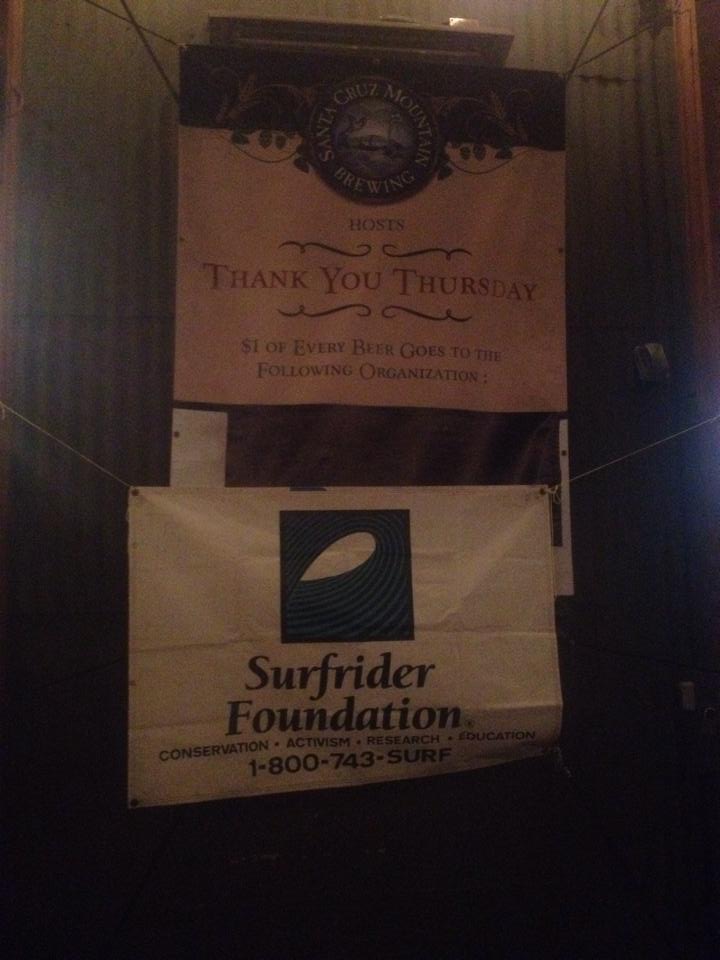 SANTA CRUZ MOUNTAIN
BREWING
HOSTS
THANK YOU THURSDAY
$1 OF EVERY BEER GOES TO THE
FOLLOWING ORGANIZATION :
Surfrider
Foundation®
CONSERVATION • ACTIVISM • RESEARCH • EDUCATION
1-800-743-SURF